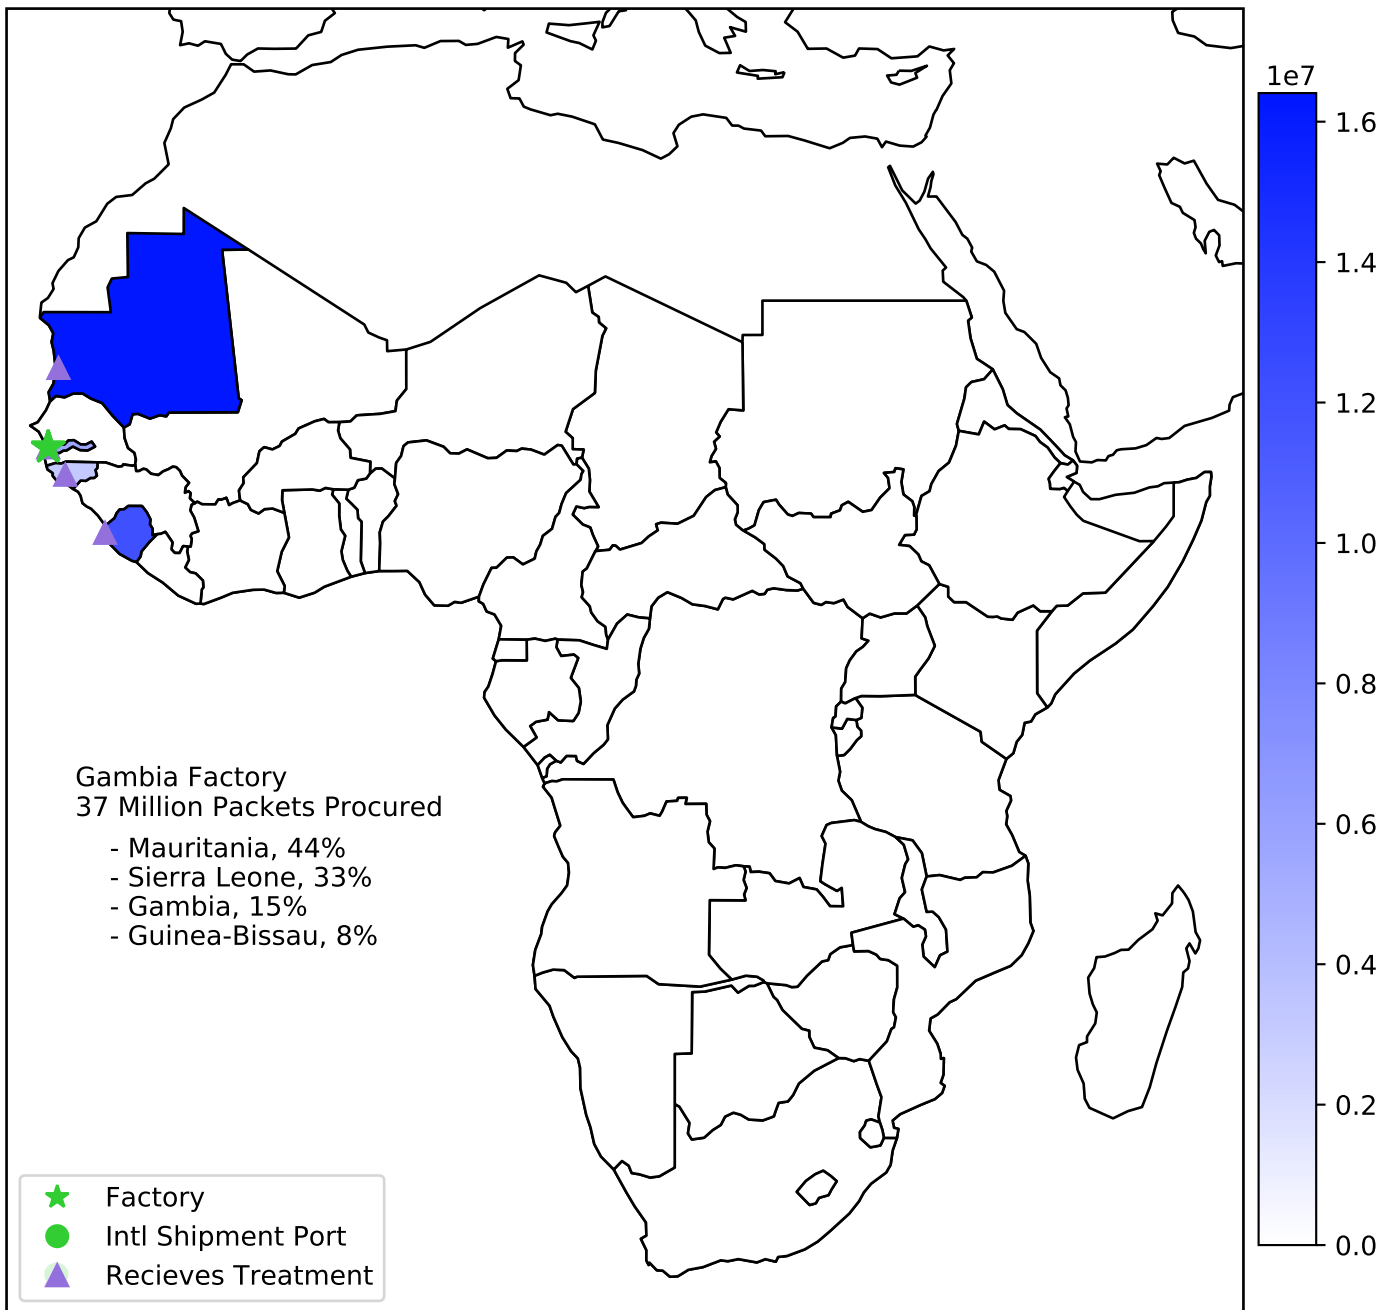 1e7
1.6
1.4
1.2
1.0
0.8
0.6
0.4
0.2
0.0
Gambia Factory
37 Million Packets Procured
- Mauritania, 44%
- Sierra Leone, 33%
- Gambia, 15%
- Guinea-Bissau, 8%
Factory
Intl Shipment Port
Recieves Treatment